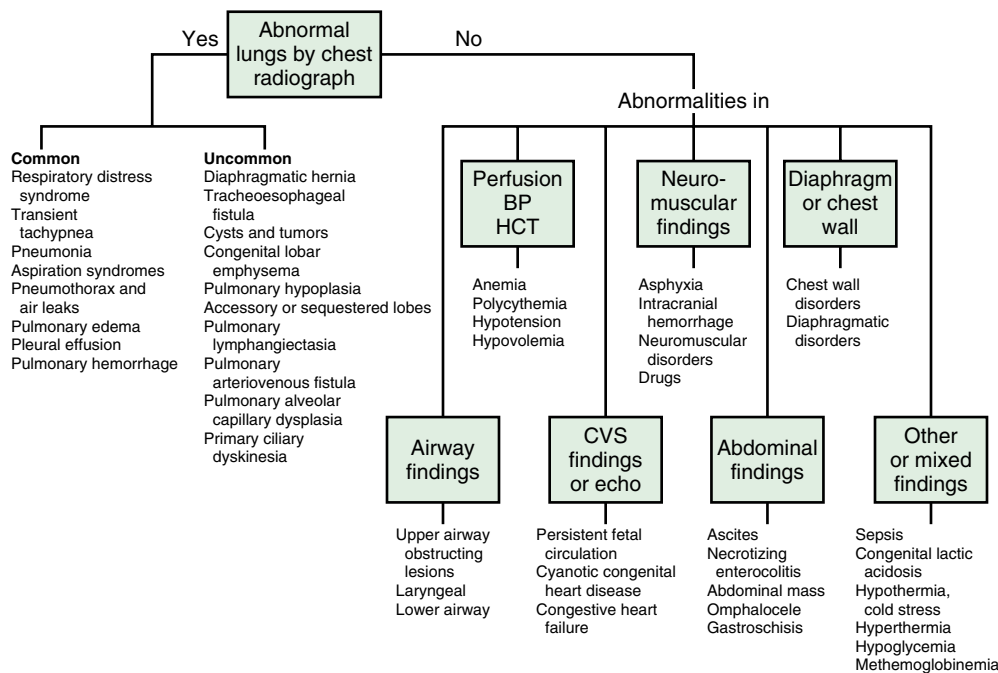 Abnormal
lungs by chest
radiograph
Yes
No
Abnormalities in
Common
Respiratory distress
syndrome
Transient
tachypnea
Pneumonia
Aspiration syndromes
Pneumothorax and
air leaks
Pulmonary edema
Pleural effusion
Pulmonary hemorrhage
Uncommon
Diaphragmatic hernia
Tracheoesophageal
fistula
Cysts and tumors
Congenital lobar
emphysema
Pulmonary hypoplasia
Accessory or sequestered lobes
Pulmonary
lymphangiectasia
Pulmonary
arteriovenous fistula
Pulmonary alveolar
capillary dysplasia
Primary ciliary
dyskinesia
Perfusion
BP
HCT
Anemia
Polycythemia
Hypotension
Hypovolemia
Neuro-
muscular
findings
Asphyxia
Intracranial
hemorrhage
Neuromuscular
disorders
Drugs
Diaphragm
or chest
wall
Chest wall
disorders
Diaphragmatic
disorders
Airway
findings
Upper airway
obstructing
lesions
Laryngeal
Lower airway
CVS
findings
or echo
Persistent fetal
circulation
Cyanotic congenital
heart disease
Congestive heart
failure
Abdominal
findings
Ascites
Necrotizing
enterocolitis
Abdominal mass
Omphalocele
Gastroschisis
Other
or mixed
findings
Sepsis
Congenital lactic
acidosis
Hypothermia,
cold stress
Hyperthermia
Hypoglycemia
Methemoglobinemia